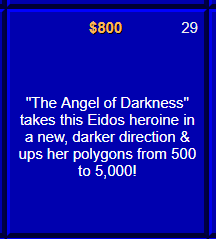 $800 29
"The Angel of Darkness"
takes this Eidos heroine in
a new, darker direction &
ups her polygons from 500
to 5,000!